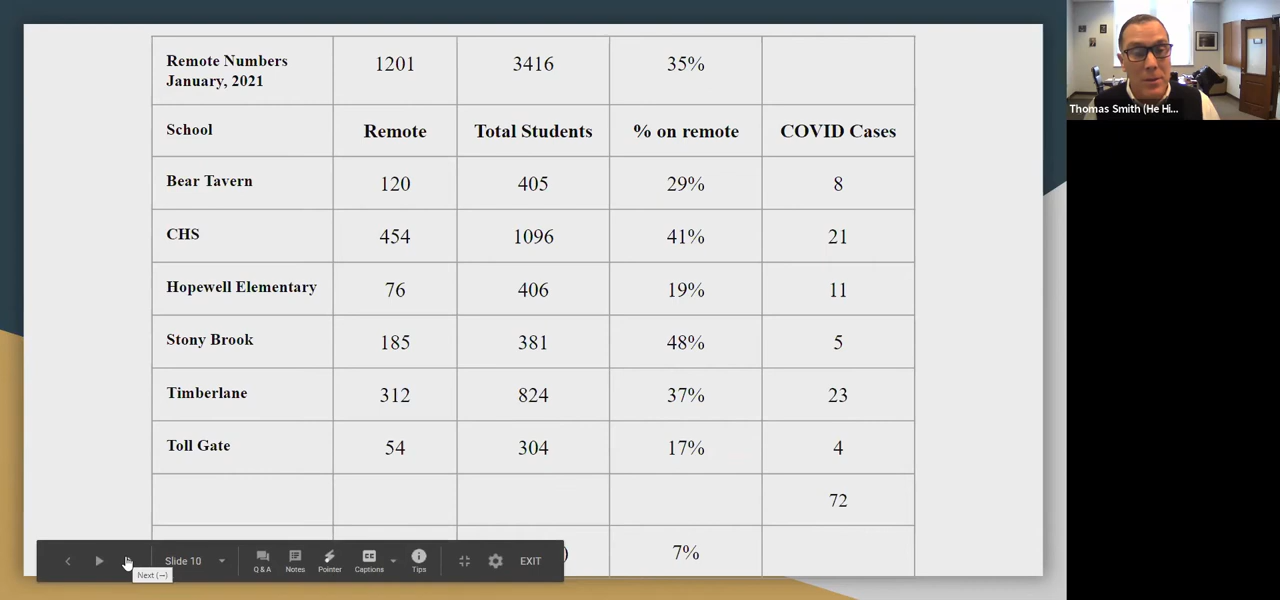 Remote Numbers 1201 3416 35%
January, 2021
School Remote Total Students % on remote COVID Cases
Bear Tavern 120 405 29% 8
CHS 454 1096 41% 21
Hopewell Elementary 76 406 19% 11
Stony Brook 185 381 48% 5
Timberlane 312 824 37% 23
Toll Gate 54 304 17% 4
72
) 7%
Slide 10 Q & A Notes Pointer Captions Tips EXIT
Next (→)
Thomas Smith (He Hi...